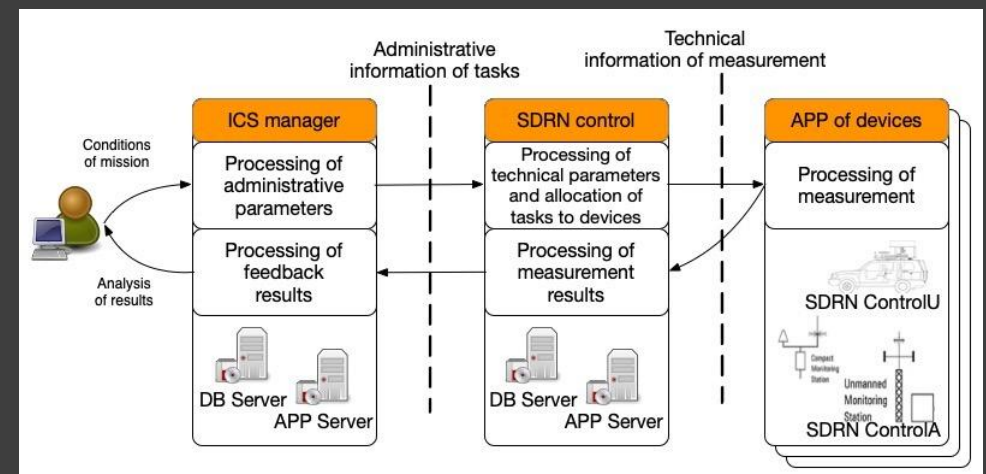 Administrative
information of tasks
Technical
information of measurement
Conditions
of mission
Analysis
of results
ICS manager
Processing of
administrative
parameters
Processing of
feedback
results
DB Server
APP Server
SDRN control
Processing of
technical parameters
and allocation of
tasks to devices
Processing of
measurement
results
DB Server
APP Server
APP of devices
Processing of
measurement
SDRN ControlU
Compact
Monitoring
Station
Unmanned
Monitoring
Station
SDRN ControlA